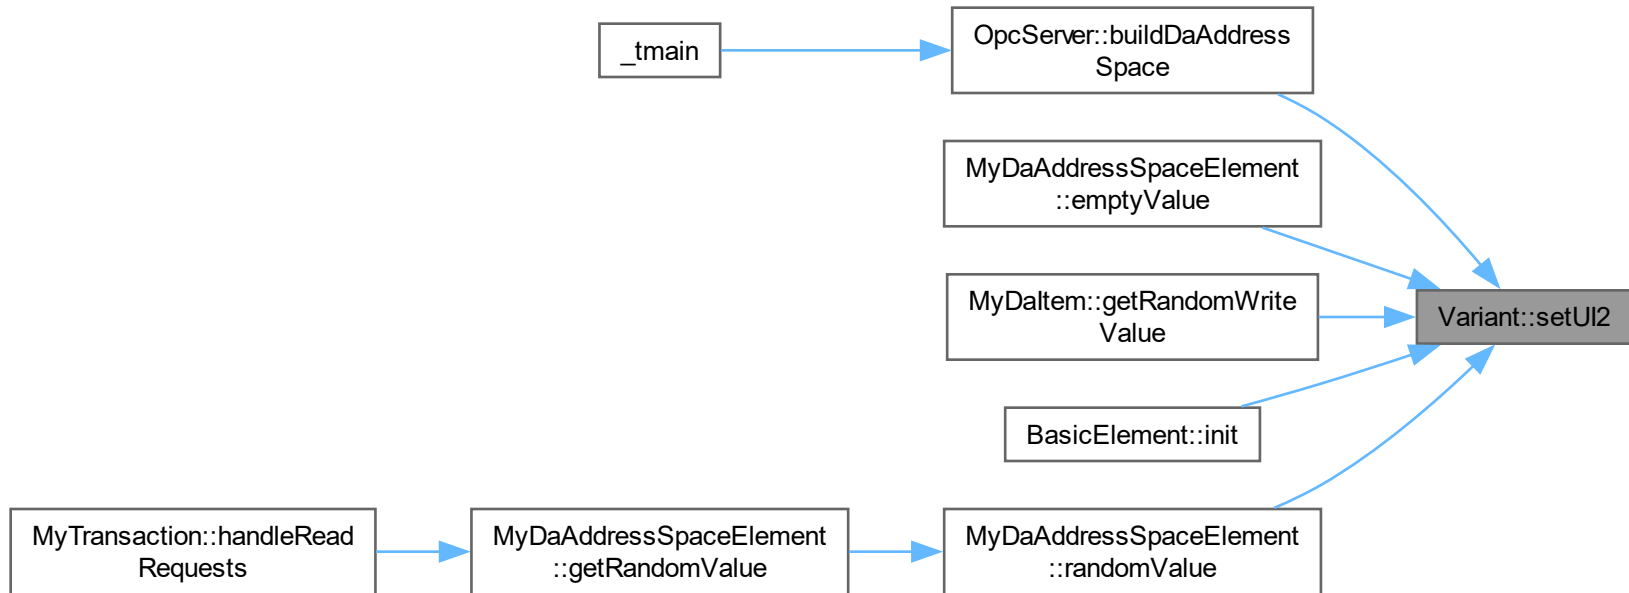 _tmain
OpcServer::buildDaAddress
Space
MyDaAddressSpaceElement
::emptyValue
MyDaItem::getRandomWrite
Value
Variant::setUI2
BasicElement::init
MyTransaction::handleRead
Requests
MyDaAddressSpaceElement
::getRandomValue
MyDaAddressSpaceElement
::randomValue